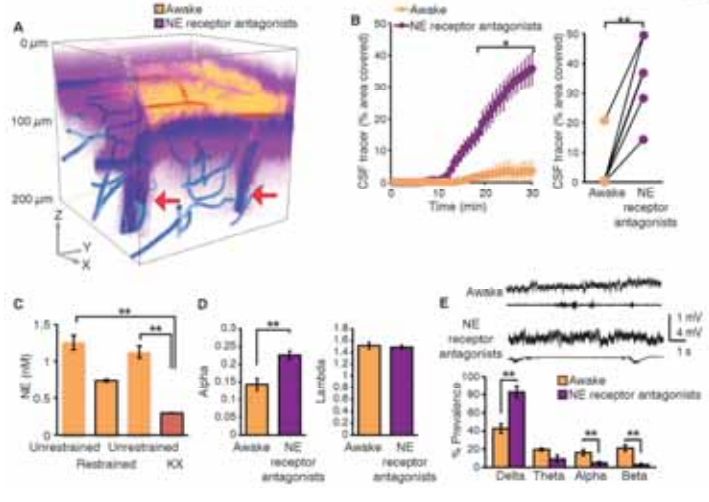 Awake
NE receptor antagonists
A
0 µm
100 µm
200 µm
Z
Y
X
B
Awake
NE receptor antagonists
CSF tracer (% area covered)
50
40
30
20
10
0
*
0 10 20 30
Time (min)
CSF tracer (% area covered)
50
40
30
20
10
0
**
Awake NE
receptor
antagonists
C
NE (nM)
1.5
1
0.5
0
**
**
Unrestrained Unrestrained
Restrained KX
D
Alpha
0.3
0.25
0.2
0.15
0.1
0.05
0
**
Awake NE
receptor
antagonists
Lambda
1.8
1.6
1.4
1.2
1.0
0.8
0.6
0.4
0.2
0
Awake NE
receptor
antagonists
E
Awake
NE
receptor
antagonists
1 mV
4 mV
1 s
Awake
NE receptor antagonists
% Prevalence
100
80
60
40
20
0
**
**
**
Delta Theta Alpha Beta